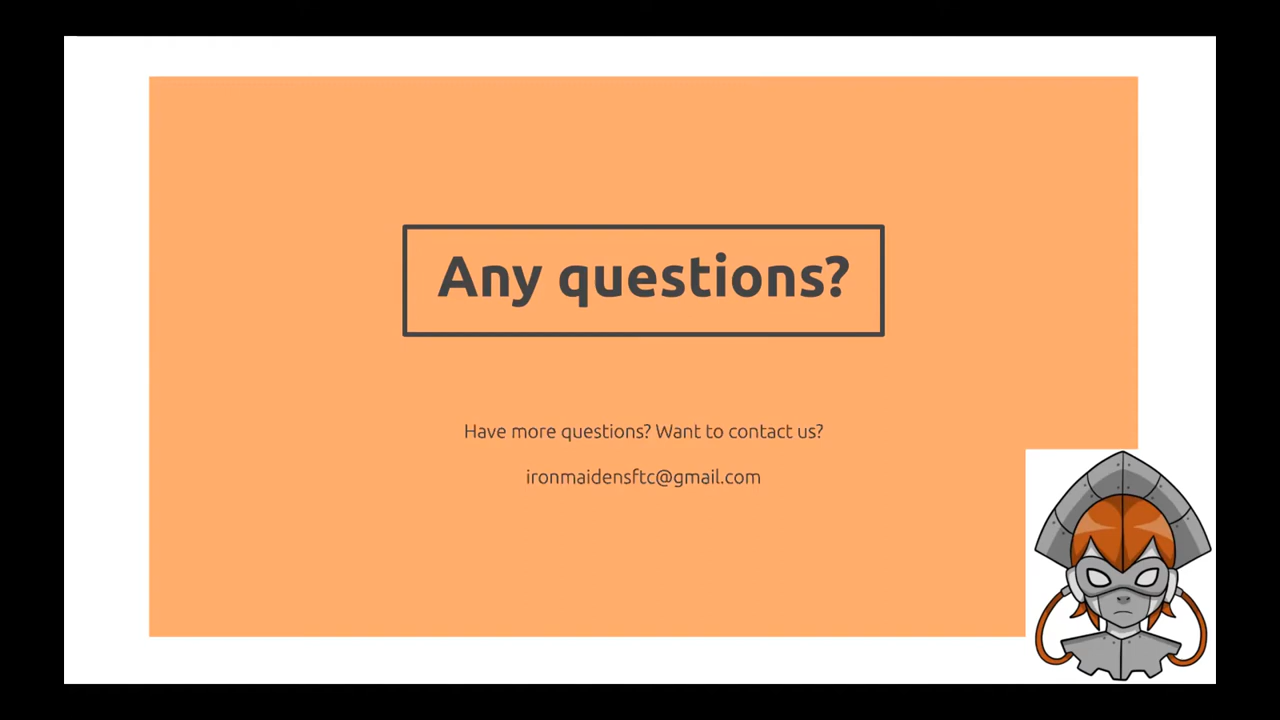 Any questions?
Have more questions? Want to contact us?
ironmaidensftc@gmail.com